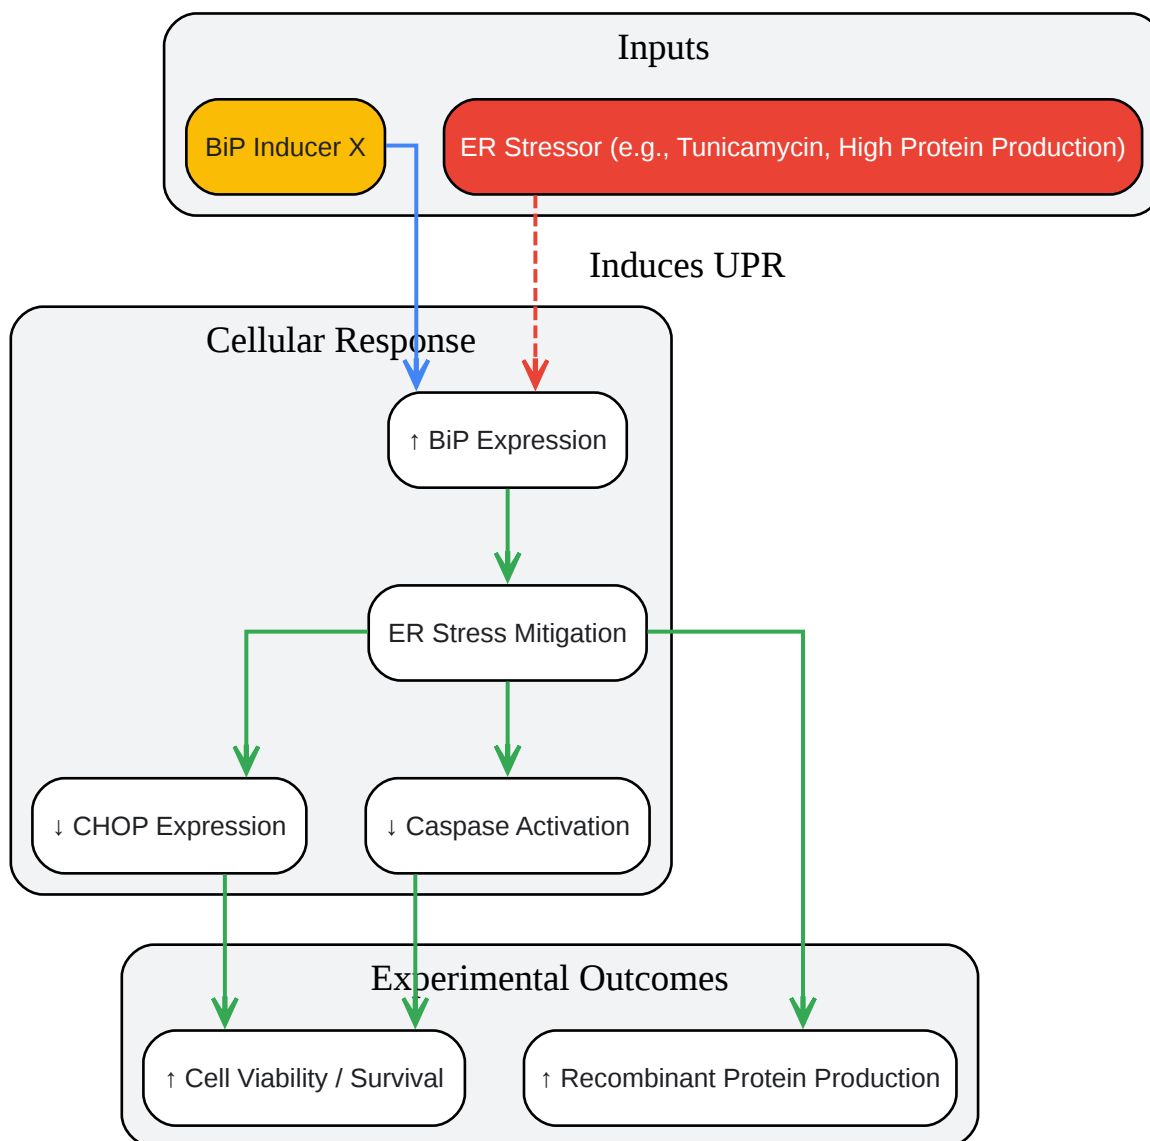 Inputs
BiP Inducer X
ER Stressor (e.g., Tunicamycin, High Protein Production)
Induces UPR
Cellular Response
↑ BiP Expression
ER Stress Mitigation
↓ CHOP Expression
↓ Caspase Activation
Experimental Outcomes
↑ Cell Viability / Survival
↑ Recombinant Protein Production